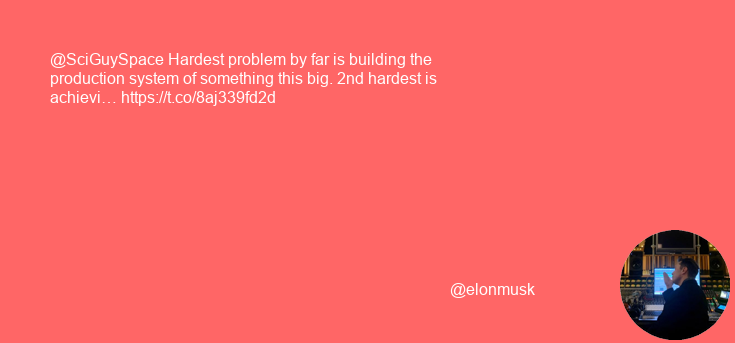 @SciGuySpace Hardest problem by far is building the
production system of something this big. 2nd hardest is
achievi… https://t.co/8aj339fd2d
@elonmusk